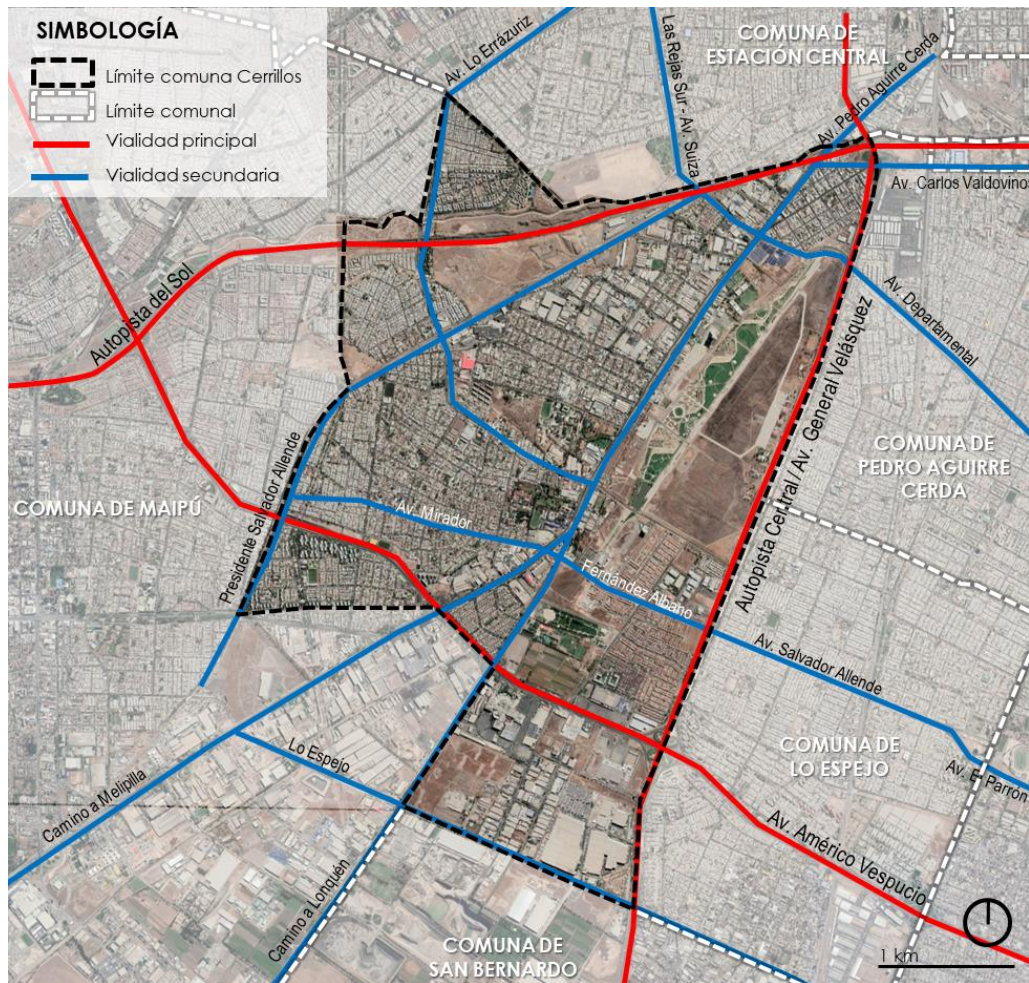 SIMBOLOGÍA
Límite comuna Cerrillos
Límite comunal
Vialidad principal
Vialidad secundaria
Av. Lo Errázuriz
Las Rejas Sur - Av. Suiza
COMUNA DE
ESTACIÓN CENTRAL
Av. Pedro Aguirre Cerda
Av. Carlos Valdovinos
Autopista del Sol
Av. Departamental
Autopista Central / Av. General Velásquez
COMUNA DE
PEDRO AGUIRRE
CERDA
COMUNA DE MAIPÚ
Presidente Salvador Allende
Av. Mirador
Fernández Albano
Av. Salvador Allende
COMUNA DE
LO ESPEJO
Av. El Parrón
Lo Espejo
Camino a Melipilla
Av. Américo Vespucio
Camino a Lonquén
COMUNA DE
SAN BERNARDO
1 km